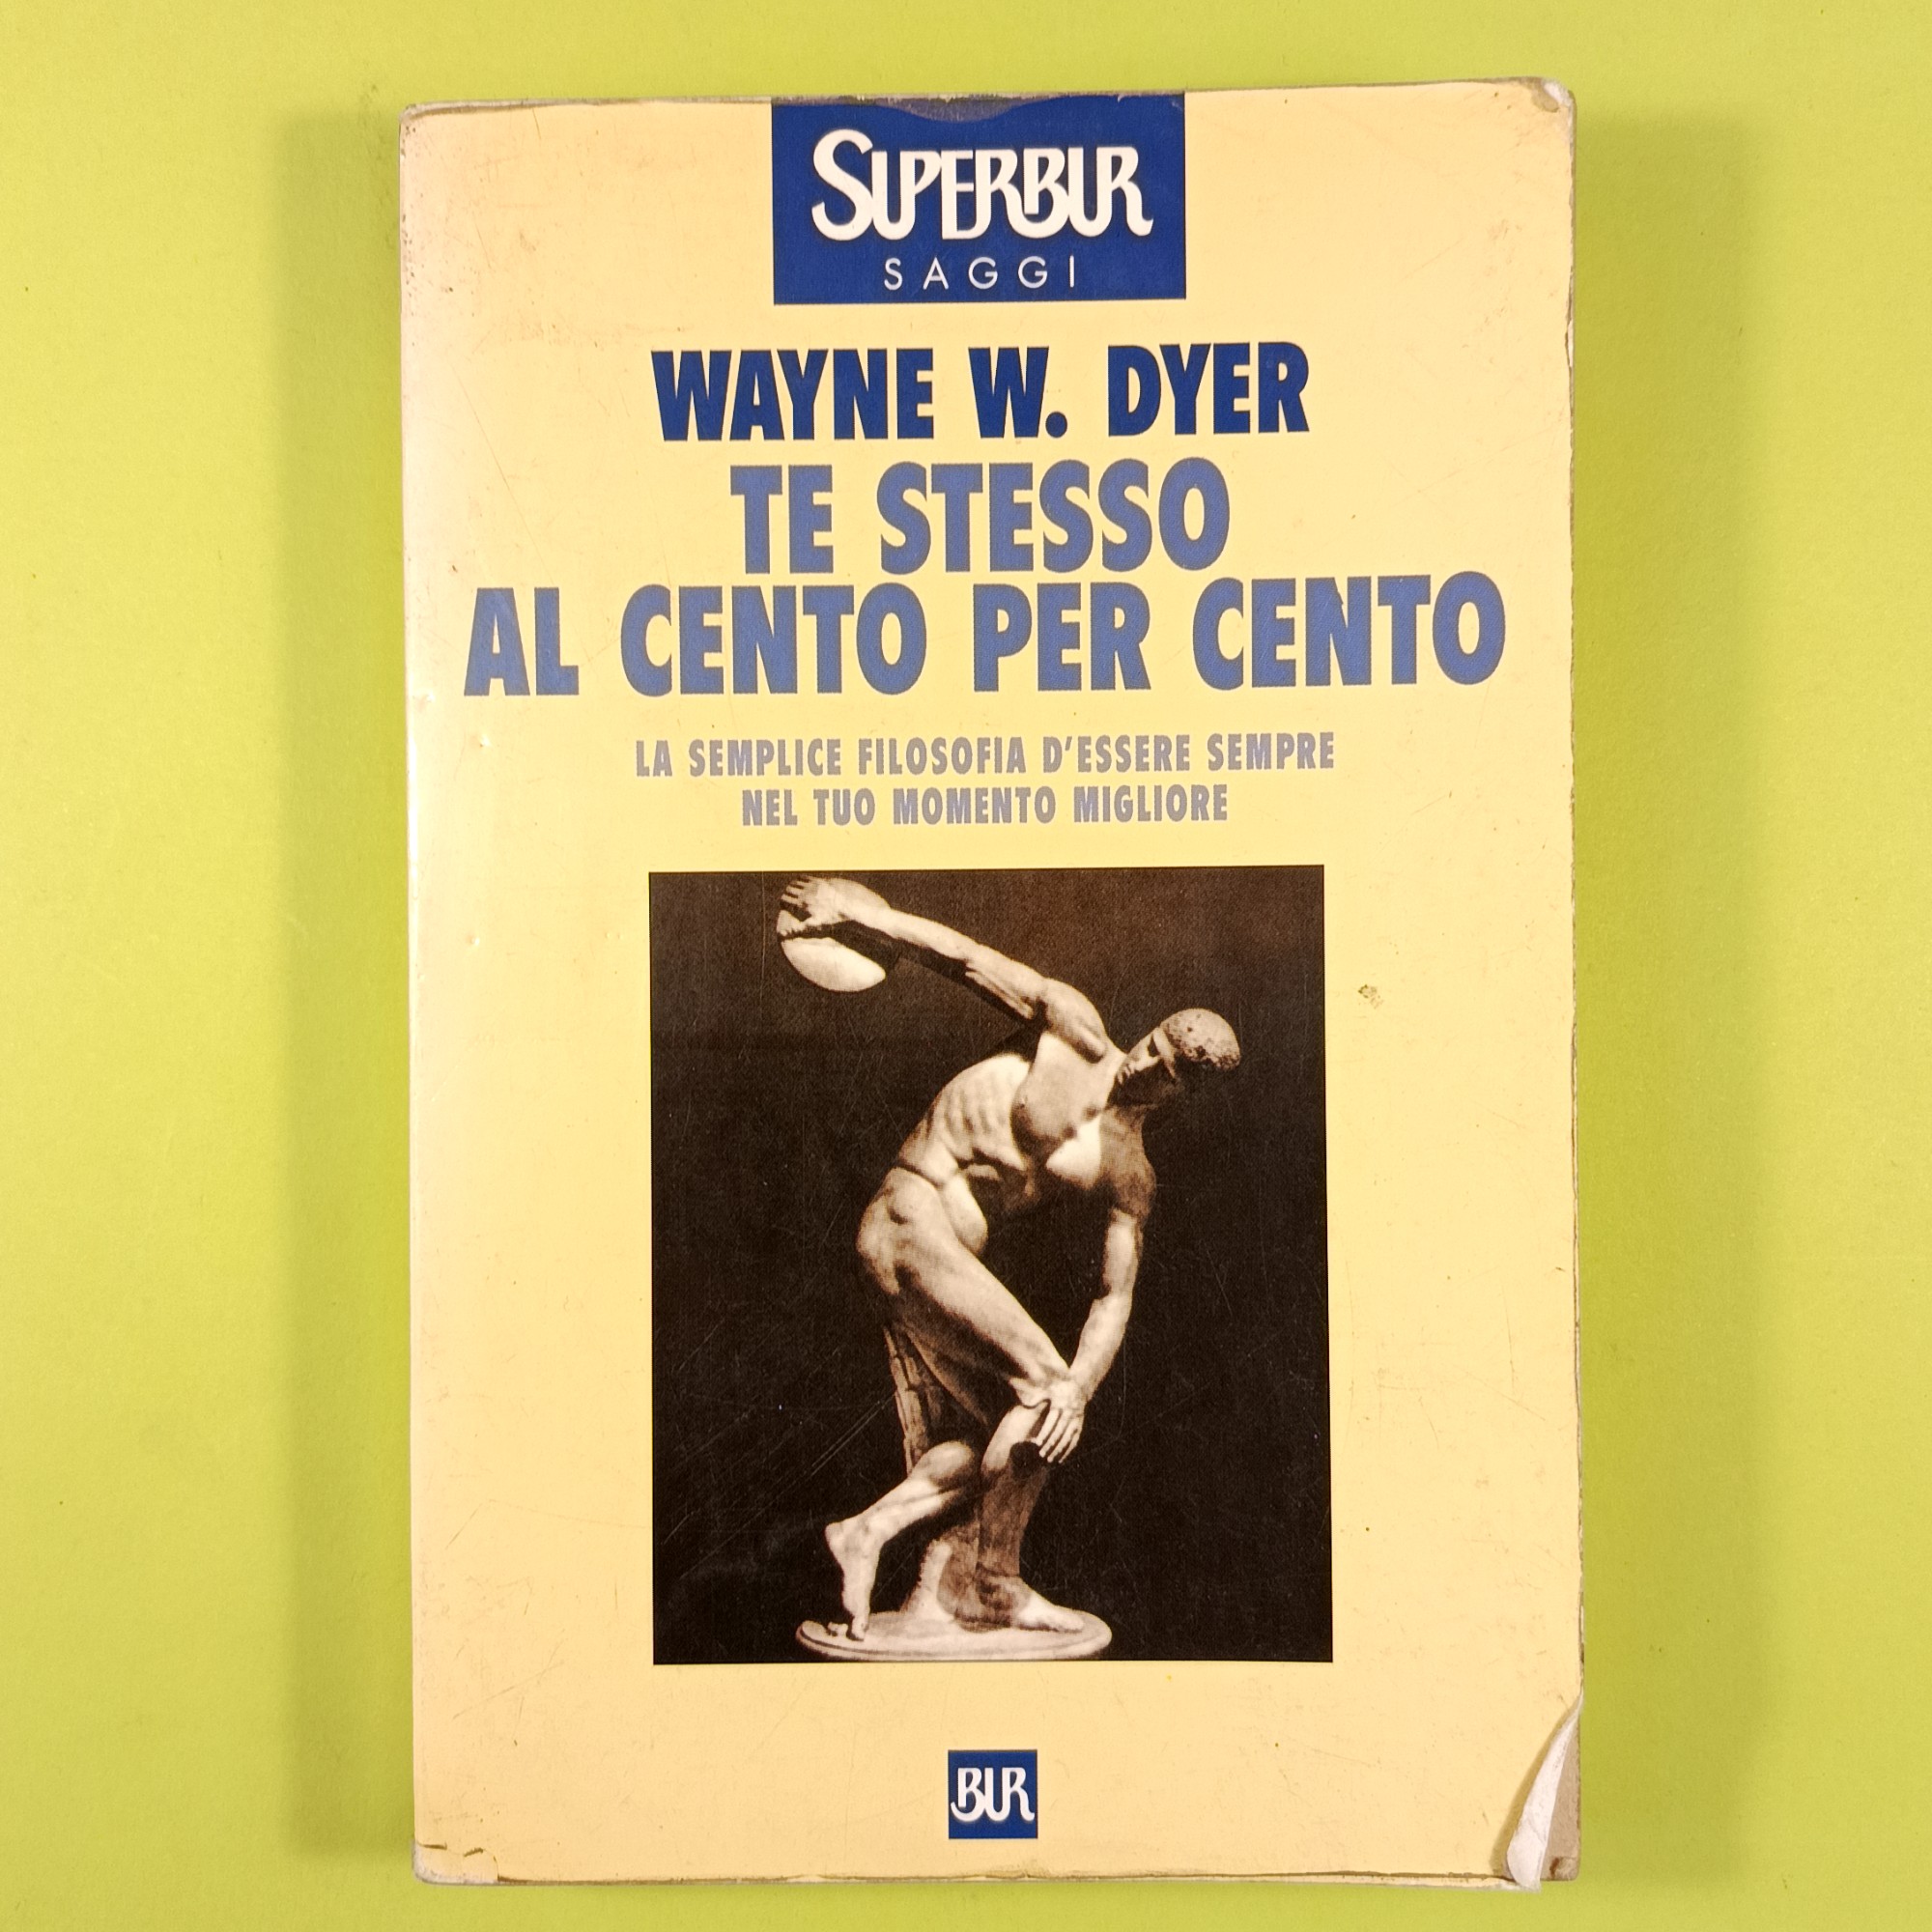 SUPERBUR
SAGGI
WAYNE W. DYER
TE STESSO
AL CENTO PER CENTO
LA SEMPLICE FILOSOFIA D'ESSERE SEMPRE
NEL TUO MOMENTO MIGLIORE
BUR